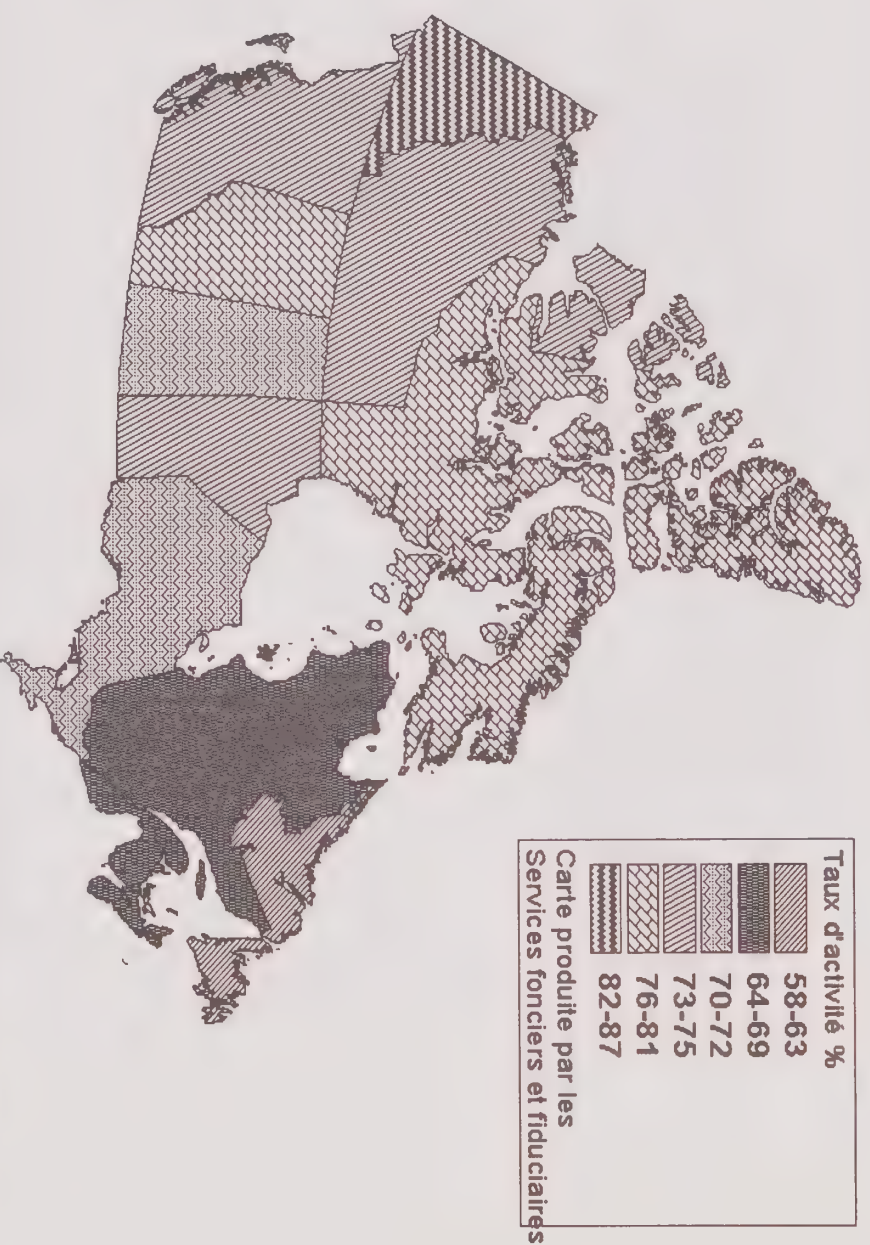 Taux d'activité %
58-63
64-69
70-72
73-75
76-81
82-87
Carte produite par les
Services fonciers et fiduciaires